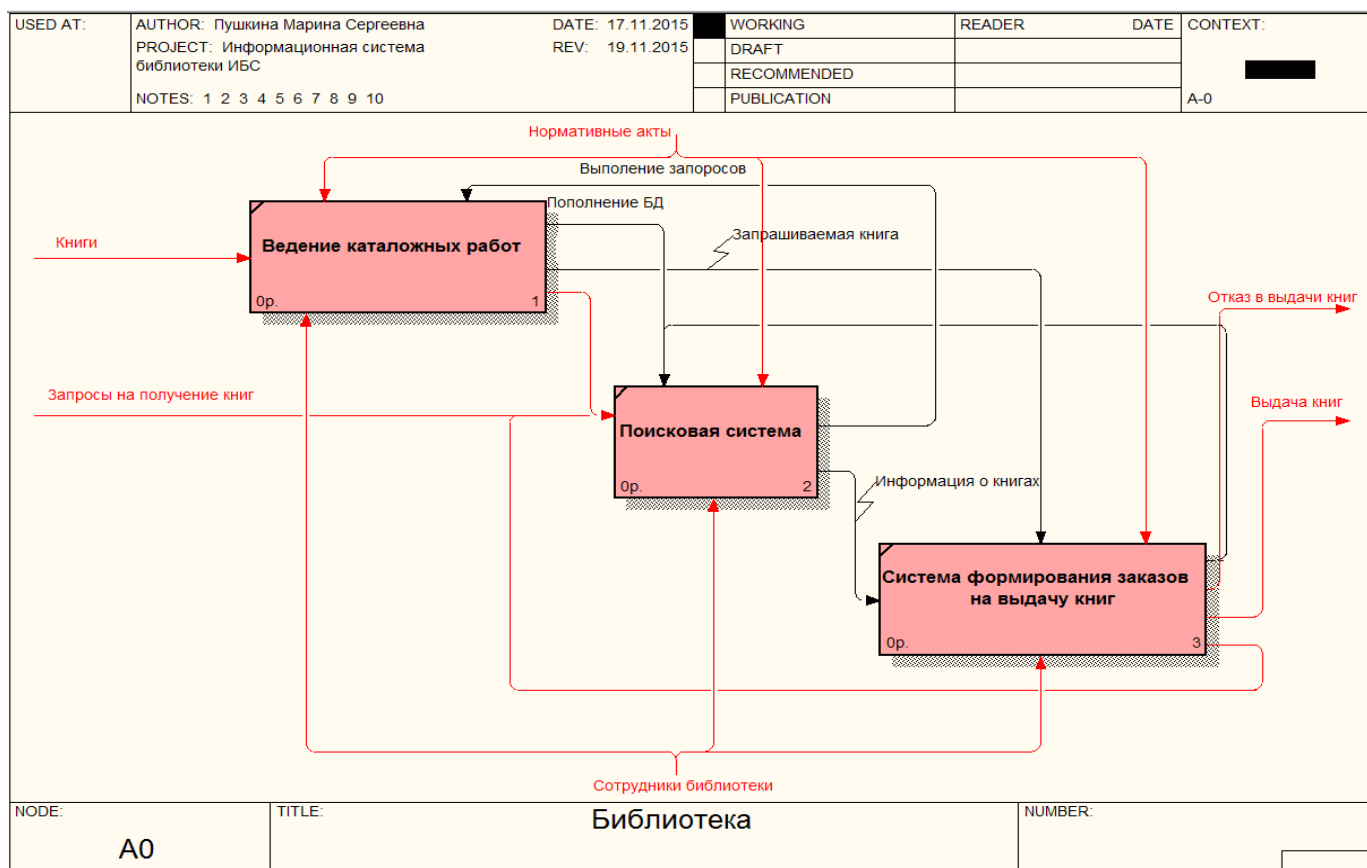 USED AT:
AUTHOR: Пушкина Марина Сергеевна
DATE: 17.11.2015
PROJECT: Информационная система
библиотеки ИБС
REV: 19.11.2015
NOTES: 1 2 3 4 5 6 7 8 9 10
WORKING
DRAFT
RECOMMENDED
PUBLICATION
READER
DATE
CONTEXT:
A-0
Нормативные акты
Выполение запоросов
Пополнение БД
Запрашиваемая книга
Книги
Ведение каталожных работ
0р.
1
Отказ в выдачи книг
Запросы на получение книг
Выдача книг
Поисковая система
0р.
2
Информация о книгах
Система формирования заказов
на выдачу книг
0р.
3
Сотрудники библиотеки
NODE:
A0
TITLE:
Библиотека
NUMBER: